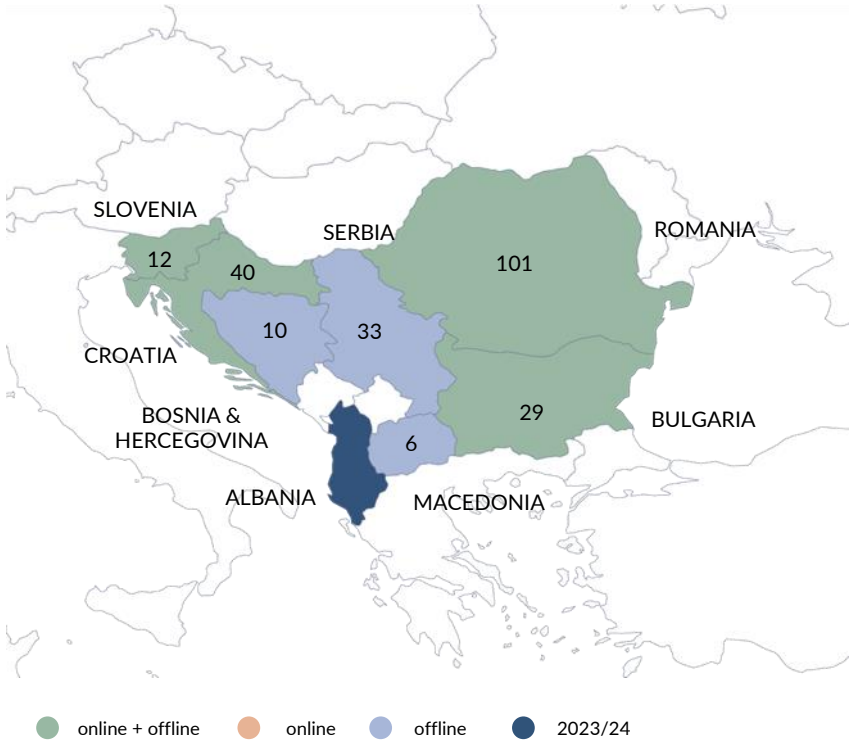 SLOVENIA
SERBIA
ROMANIA
12
40
101
10
33
CROATIA
29
BOSNIA &
HERCEGOVINA
BULGARIA
6
ALBANIA
MACEDONIA
online + offline
online
offline
2023/24